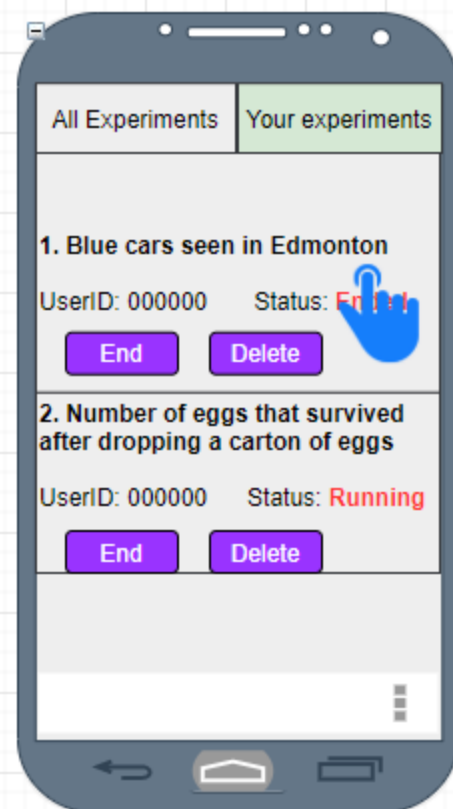 All Experiments Your experiments
1. Blue cars seen in Edmonton
UserID: 000000 Status: Ended
End Delete
2. Number of eggs that survived
after dropping a carton of eggs
UserID: 000000 Status: Running
End Delete